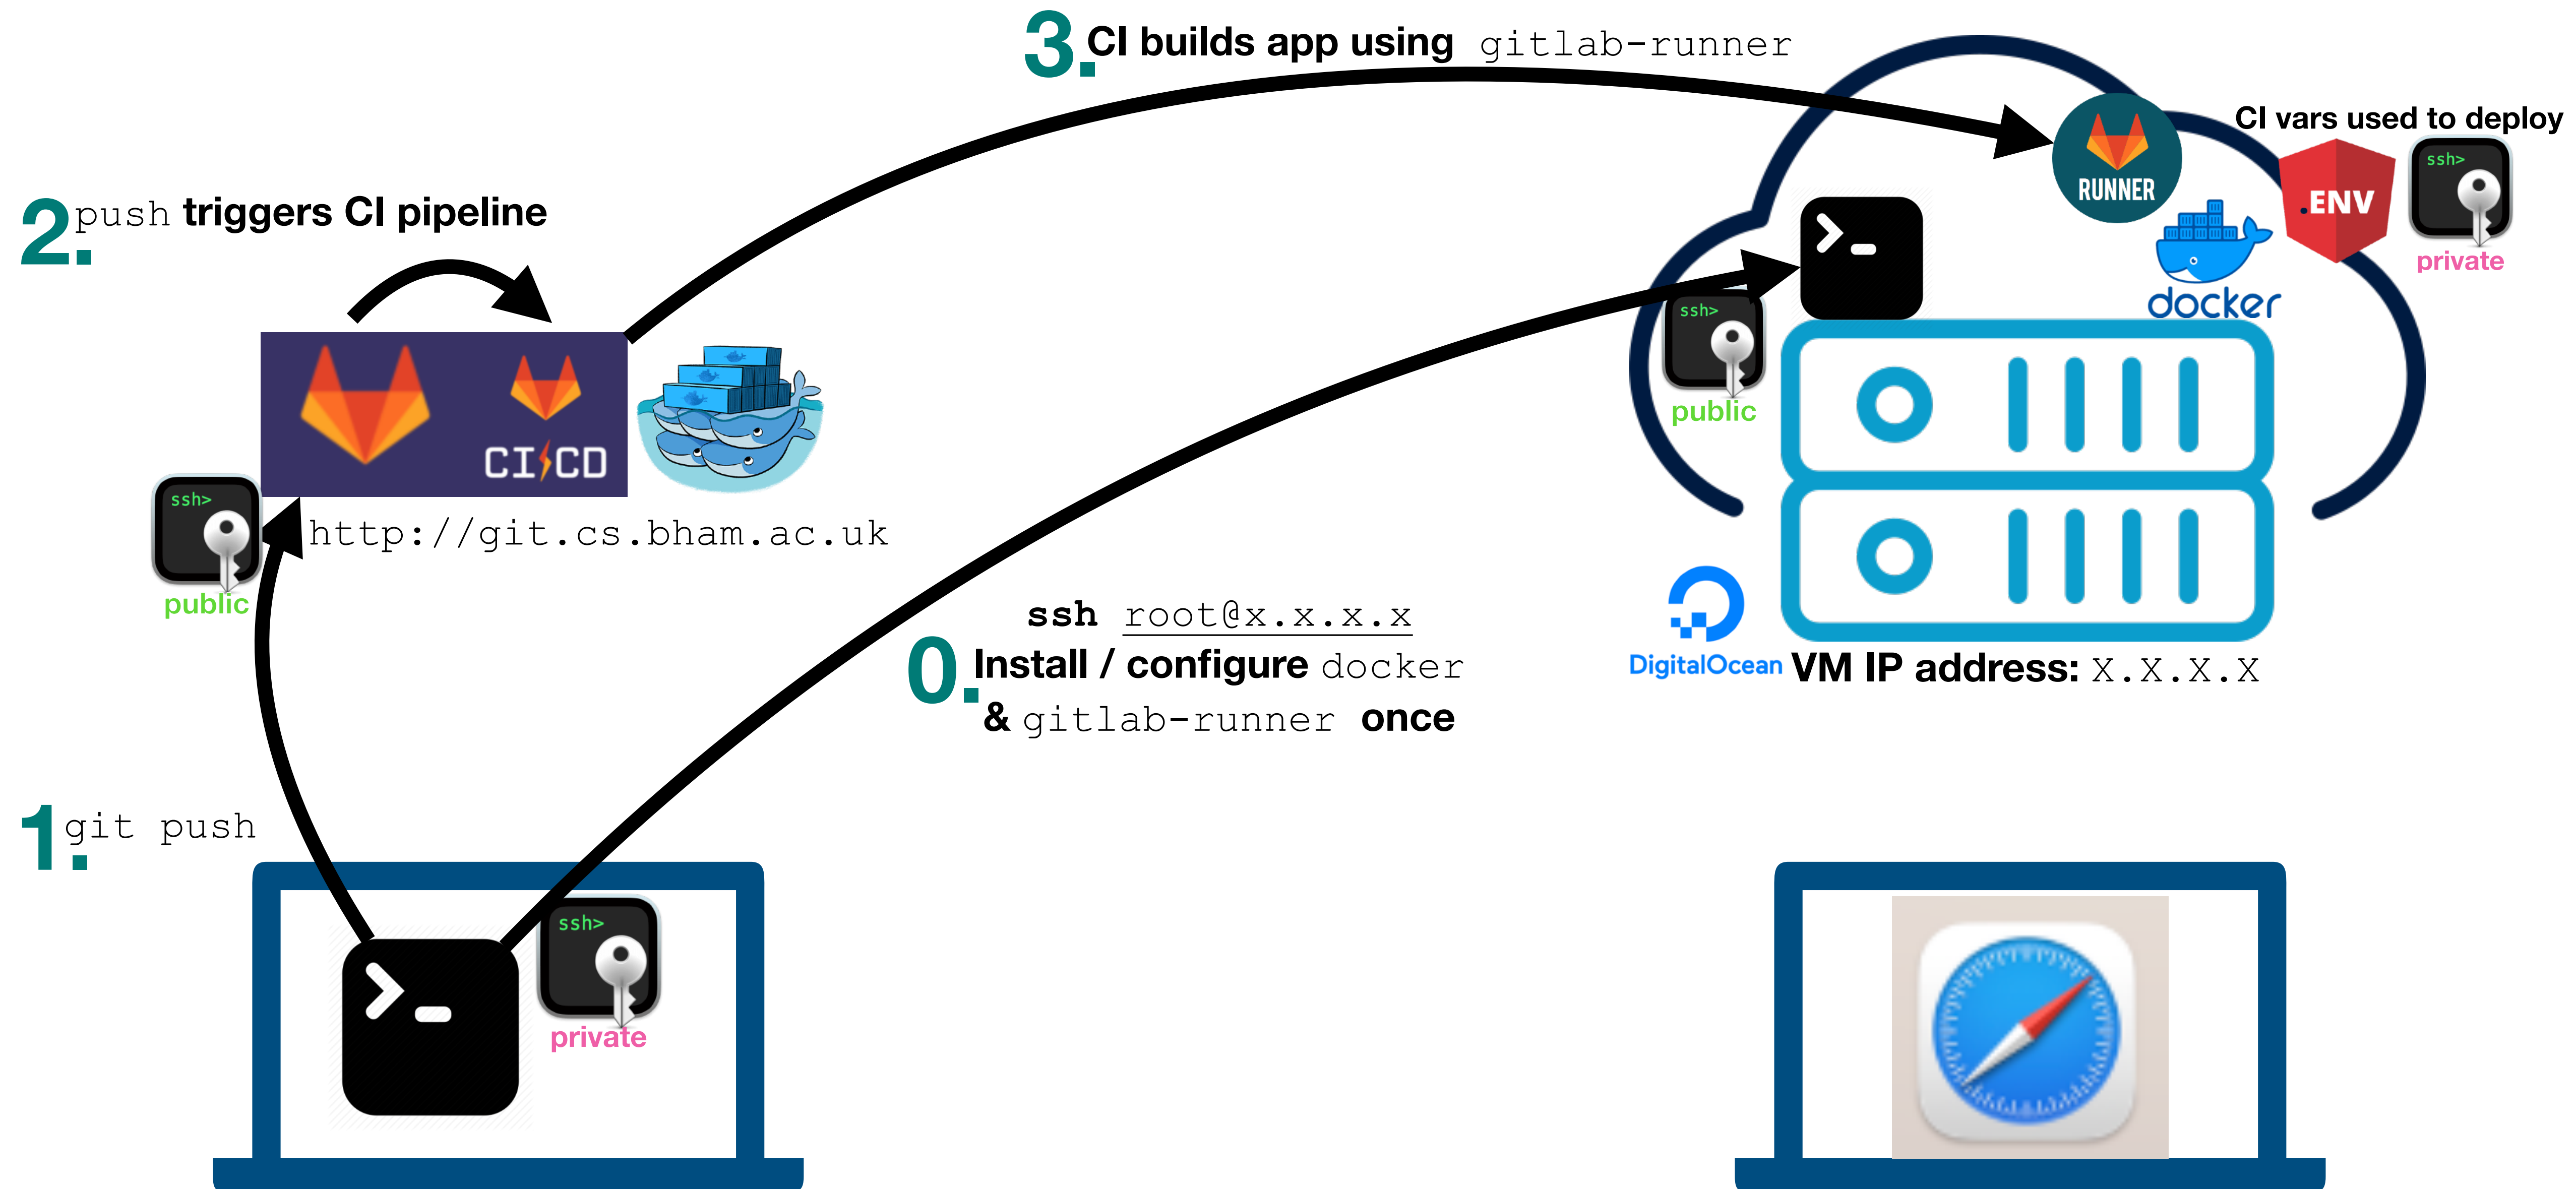 3. CI builds app using gitlab-runner
CI vars used to deploy
RUNNER
.ENV
ssh>
private
docker
2. push triggers CI pipeline
CI CD
ssh>
public
http://git.cs.bham.ac.uk
ssh>
public
0. ssh root@x.x.x.x
Install / configure docker
& gitlab-runner once
DigitalOcean
VM IP address: X.X.X.X
1. git push
ssh>
private